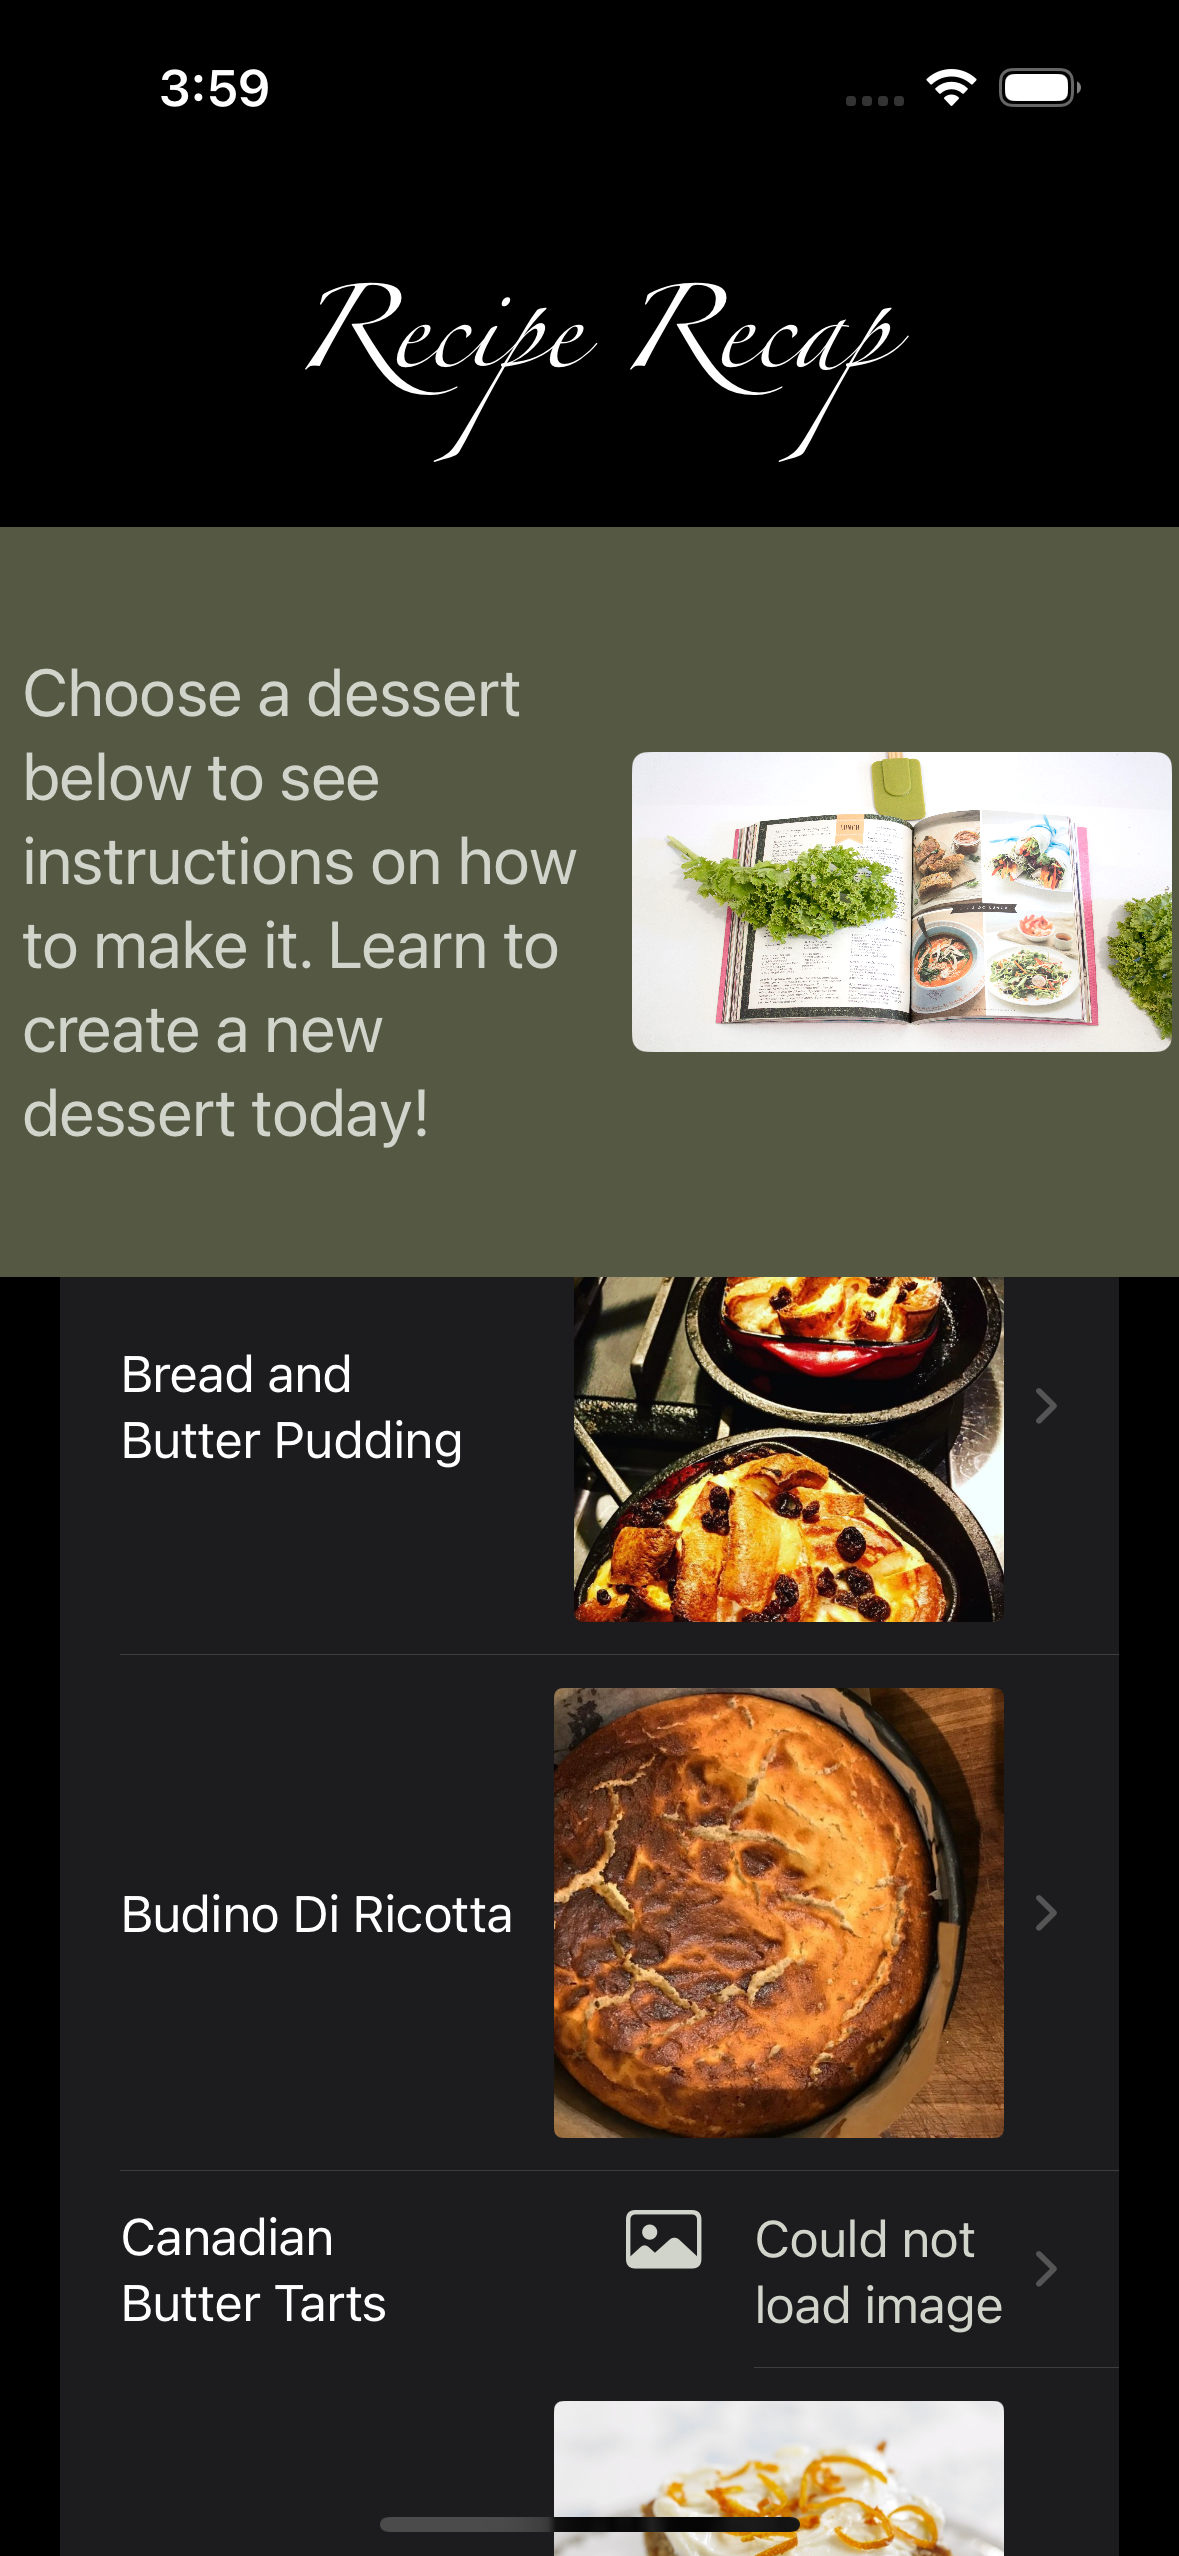 3:59
Recipe Recap
Choose a dessert
below to see
instructions on how
to make it. Learn to
create a new
dessert today!
Bread and
Butter Pudding
Budino Di Ricotta
Canadian
Butter Tarts
Could not
load image